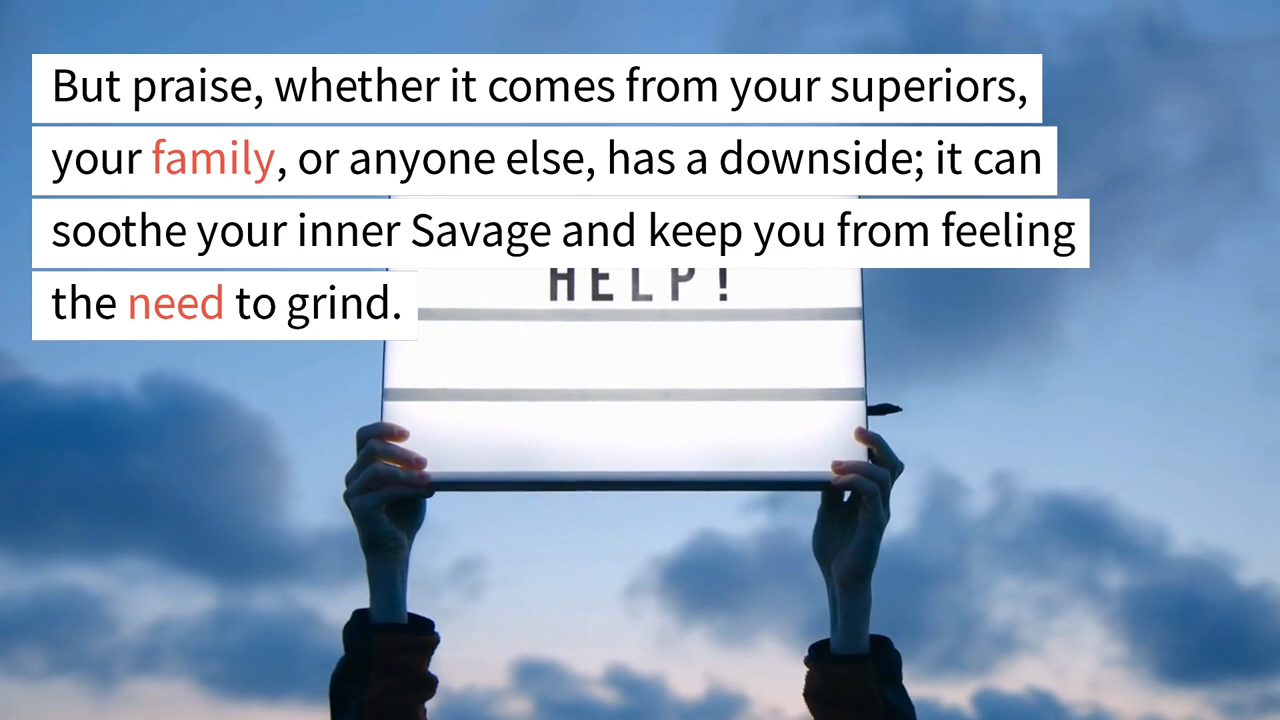 But praise, whether it comes from your superiors,
your family, or anyone else, has a downside; it can
soothe your inner Savage and keep you from feeling
the need to grind.
HELP!